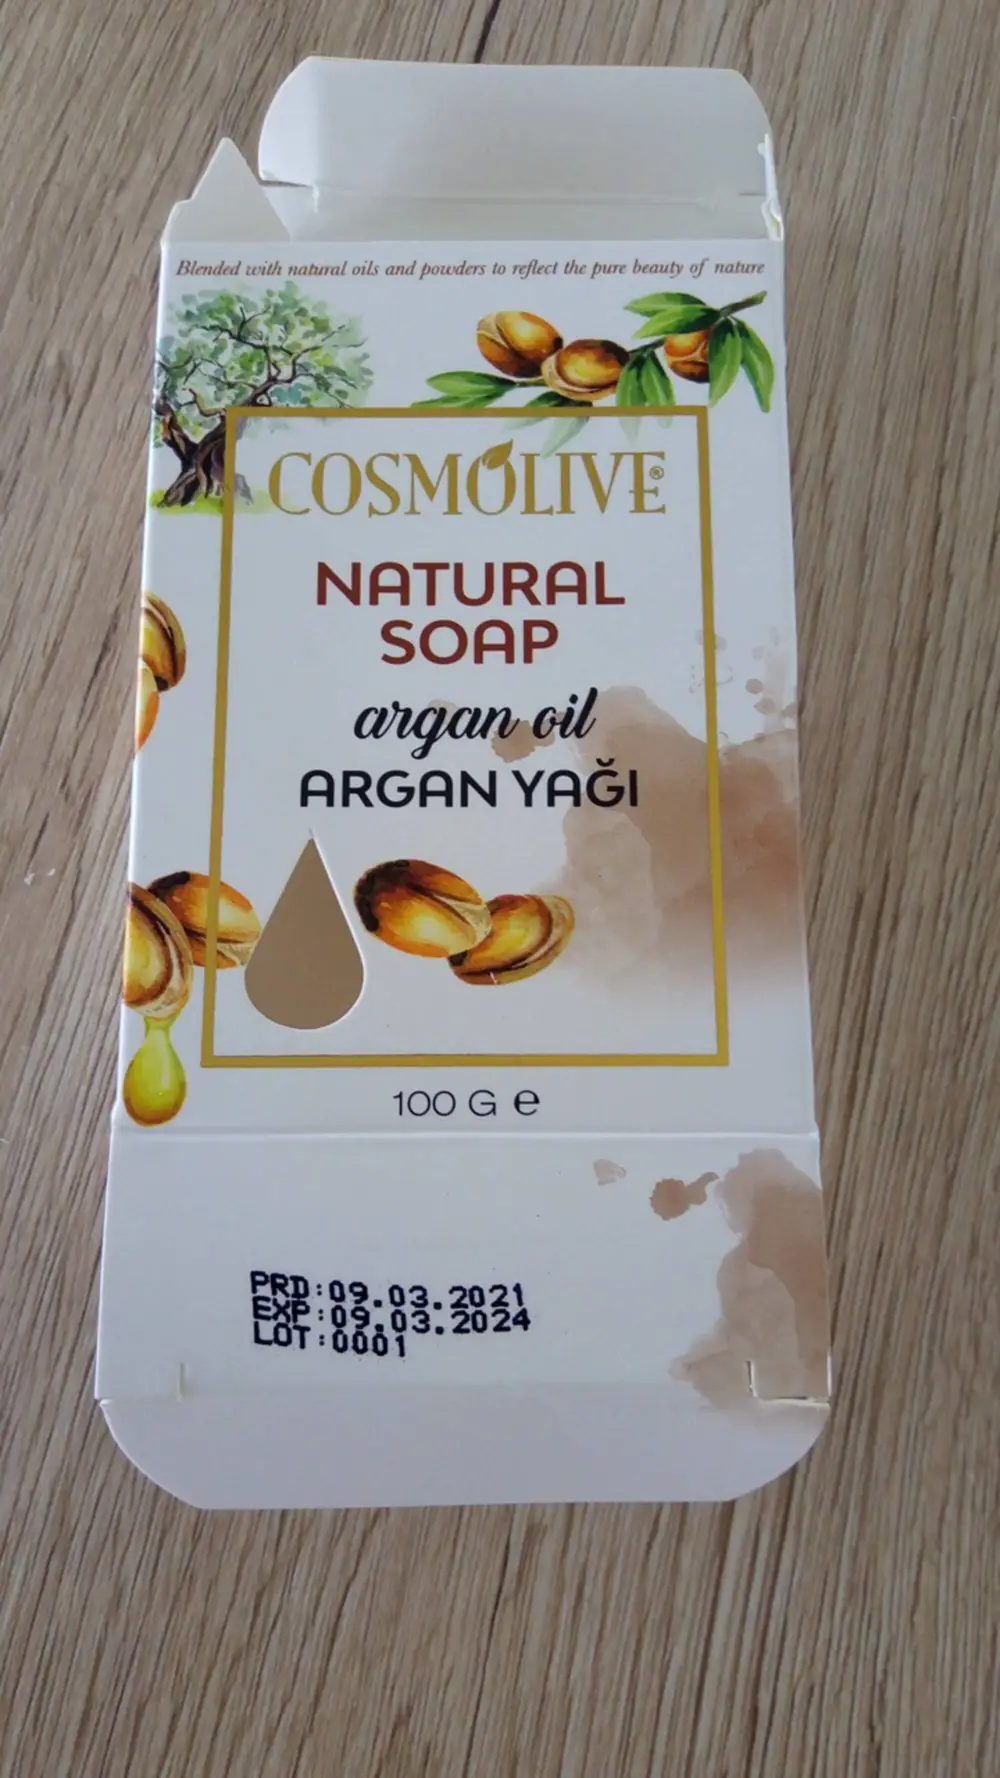 Blended with natural oils and powders to reflect the pure beauty of nature
COSMOLIVE®
NATURAL
SOAP
argan oil
ARGAN YAĞI
100 G ℮
PRD:09.03.2021
EXP:09.03.2024
LOT:0001